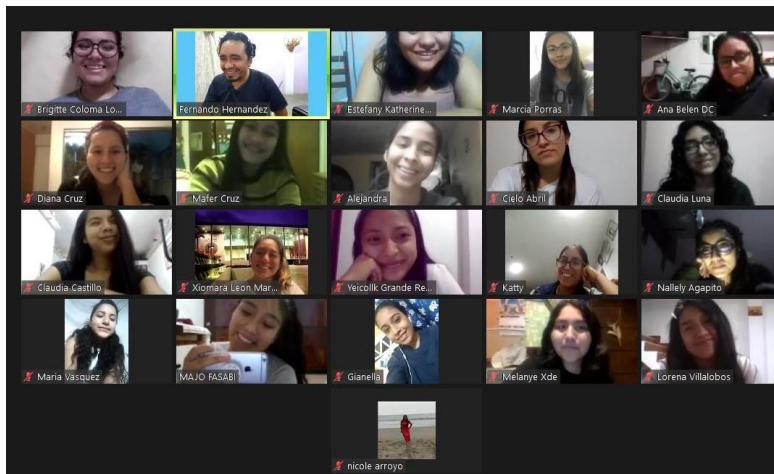 Brigitte Coloma Lo...
Fernando Hernandez
Estefany Katherine...
Marcia Porras
Ana Belen DC
Diana Cruz
Mafer Cruz
Alejandra
Cielo Abril
Claudia Luna
Claudia Castillo
Xiomara Leon Mar...
Yeicollk Grande Re...
Katty
Nallely Agapito
Maria Vasquez
MAJO FASABI
Gianella
Melanye Xde
Lorena Villalobos
nicole arroyo